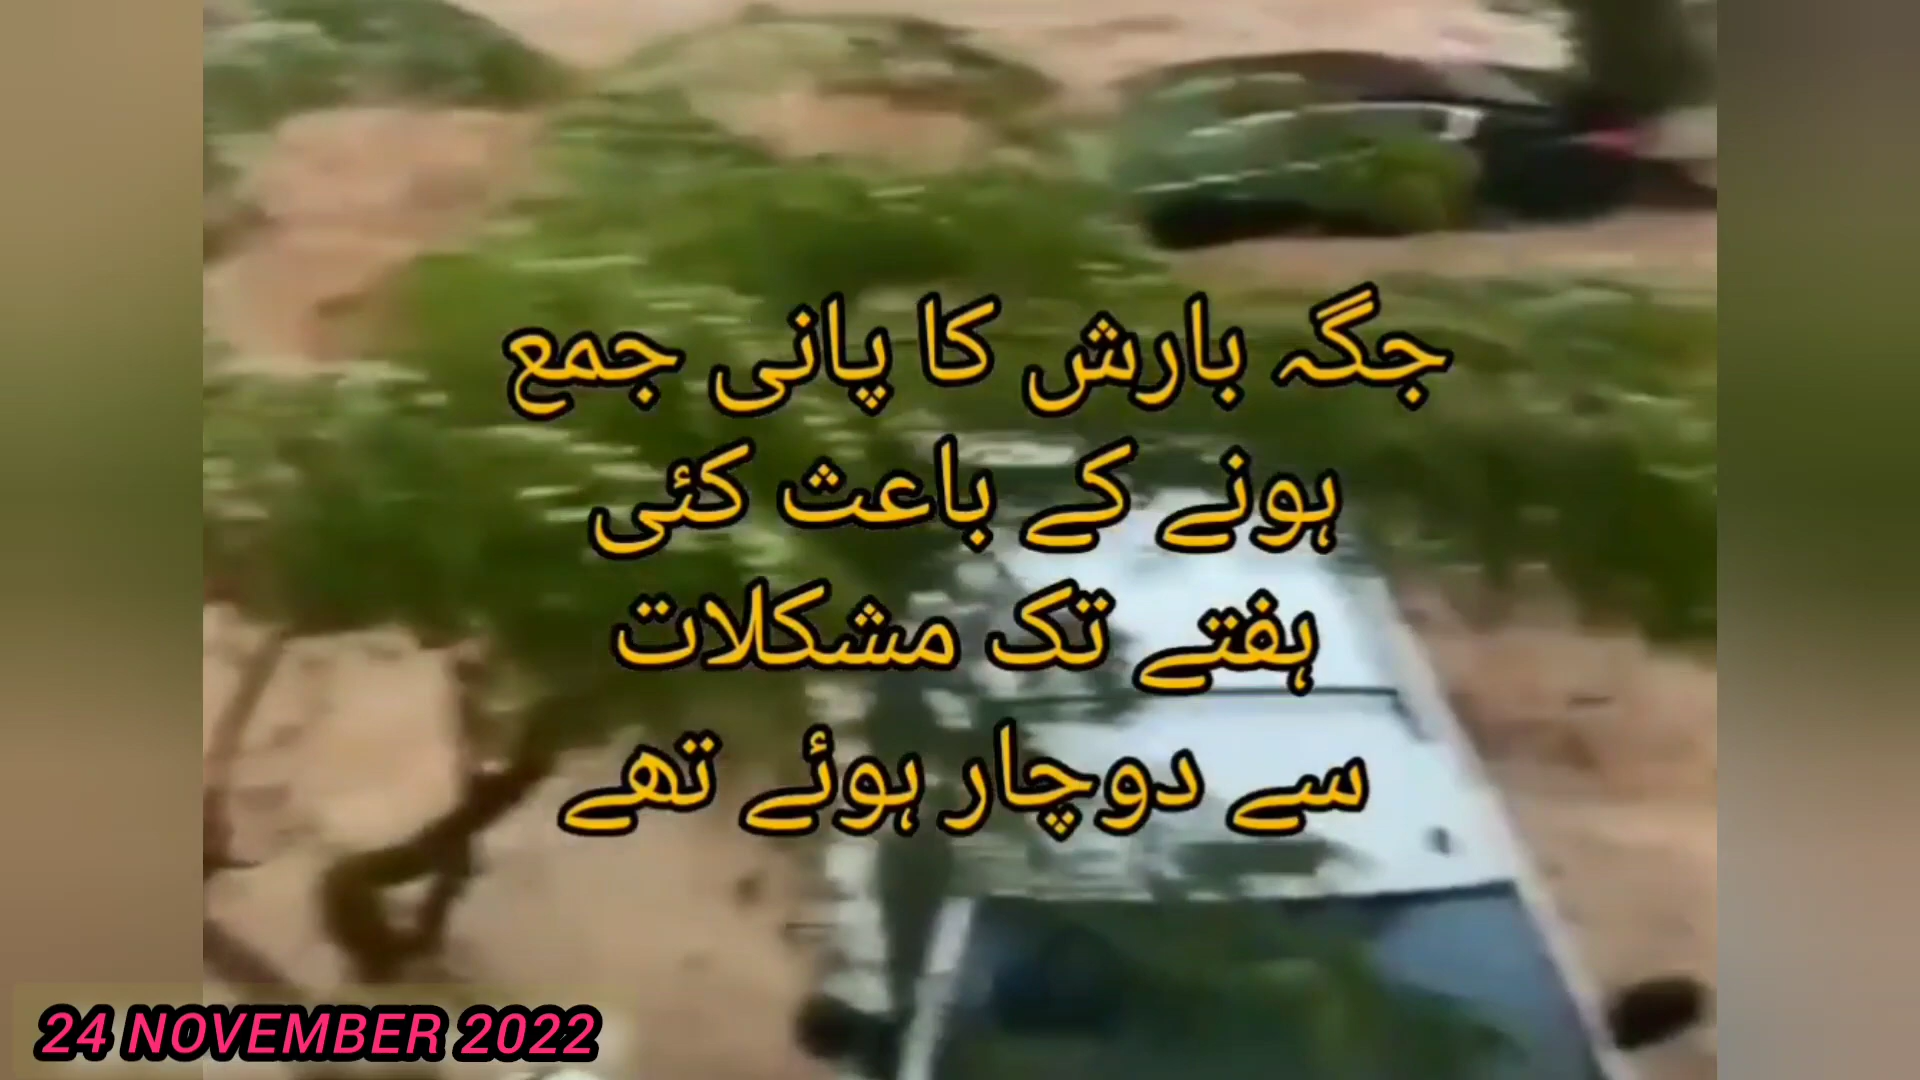 جگہ بارش کا پانی جمع
ہونے کے باعث کئی
ہفتے تک مشکلات
سے دوچار ہوئے تھے
24 NOVEMBER 2022